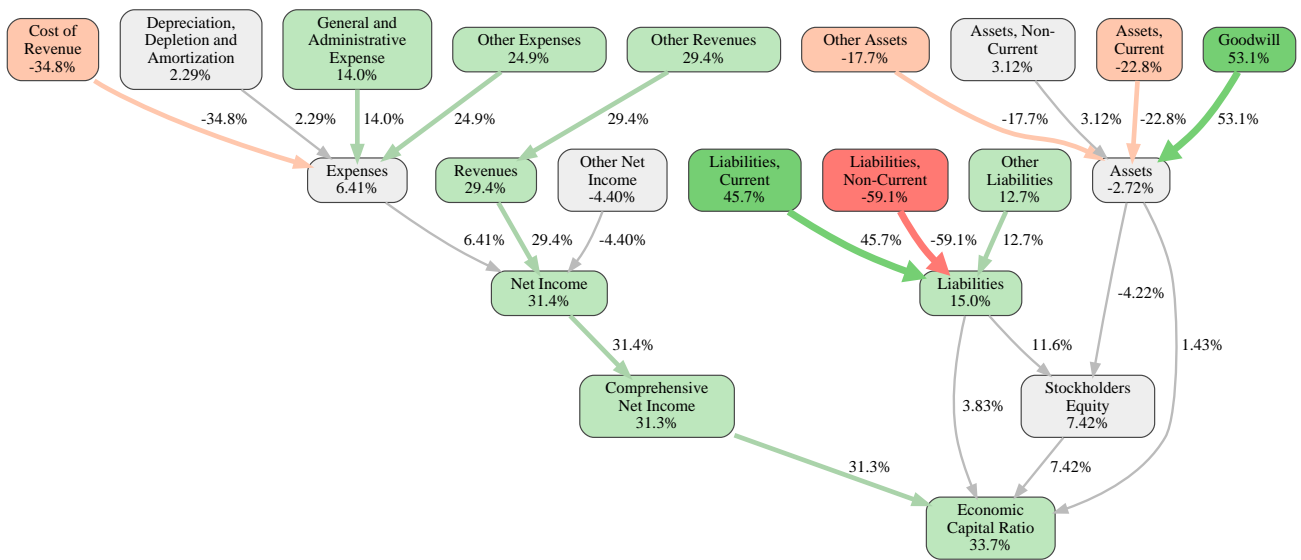 Cost of
Revenue
-34.8%
Depreciation,
Depletion and
Amortization
2.29%
General and
Administrative
Expense
14.0%
Other Expenses
24.9%
Other Revenues
29.4%
Other Assets
-17.7%
Assets, Non-
Current
3.12%
Assets,
Current
-22.8%
Goodwill
53.1%
-34.8%
2.29%
14.0%
24.9%
29.4%
-17.7%
3.12%
-22.8%
53.1%
Expenses
6.41%
Revenues
29.4%
Other Net
Income
-4.40%
Liabilities,
Current
45.7%
Liabilities,
Non-Current
-59.1%
Other
Liabilities
12.7%
Assets
-2.72%
6.41%
29.4%
-4.40%
45.7%
-59.1%
12.7%
Net Income
31.4%
Liabilities
15.0%
-4.22%
31.4%
11.6%
1.43%
Comprehensive
Net Income
31.3%
3.83%
Stockholders
Equity
7.42%
31.3%
7.42%
Economic
Capital Ratio
33.7%